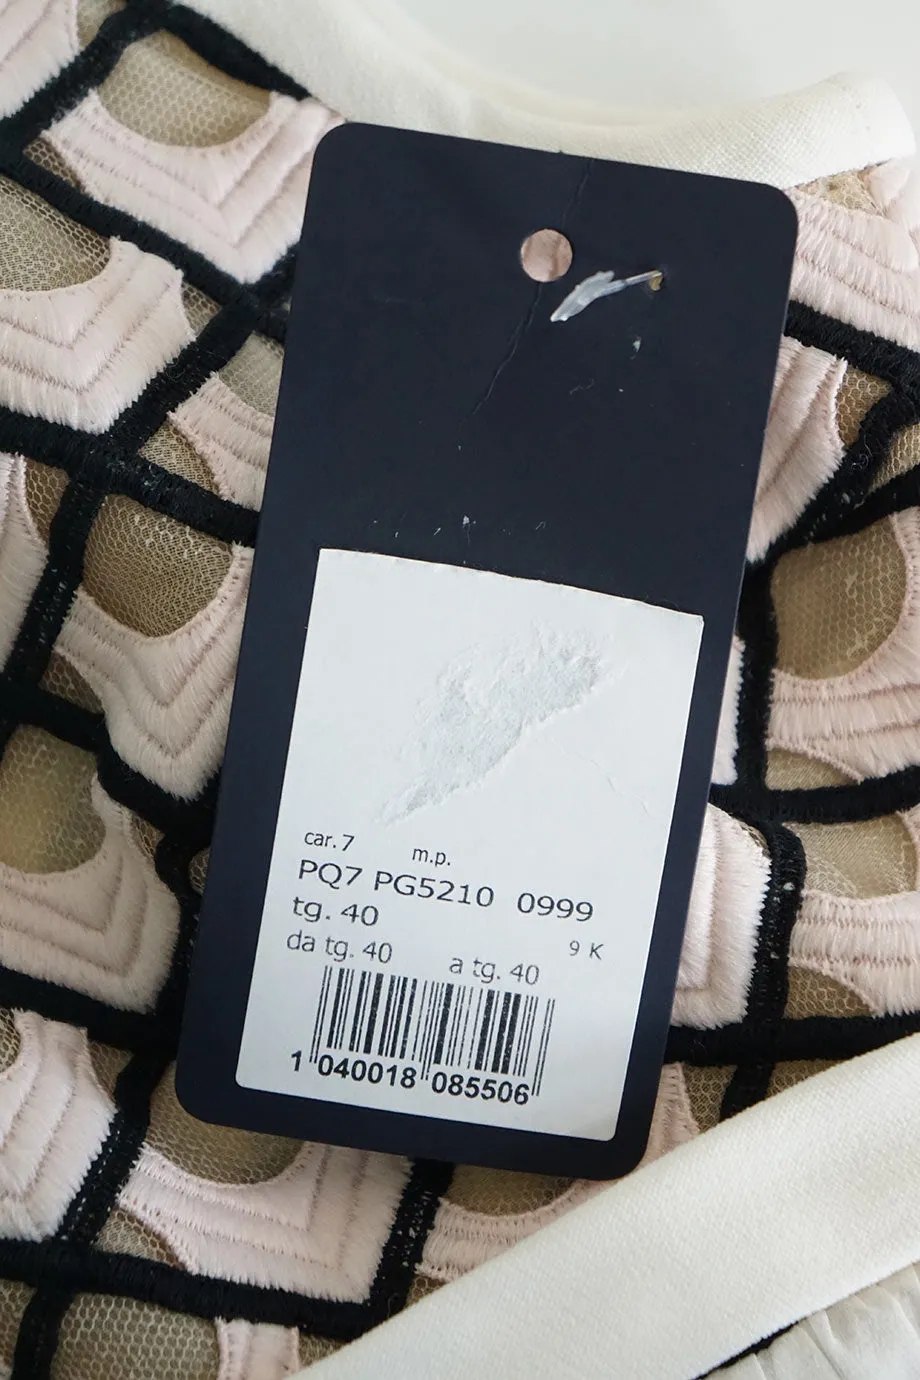 car. 7 m.p.
PQ7 PG5210 0999
tg. 40
9 K
da tg. 40 a tg. 40
1 040018 085506